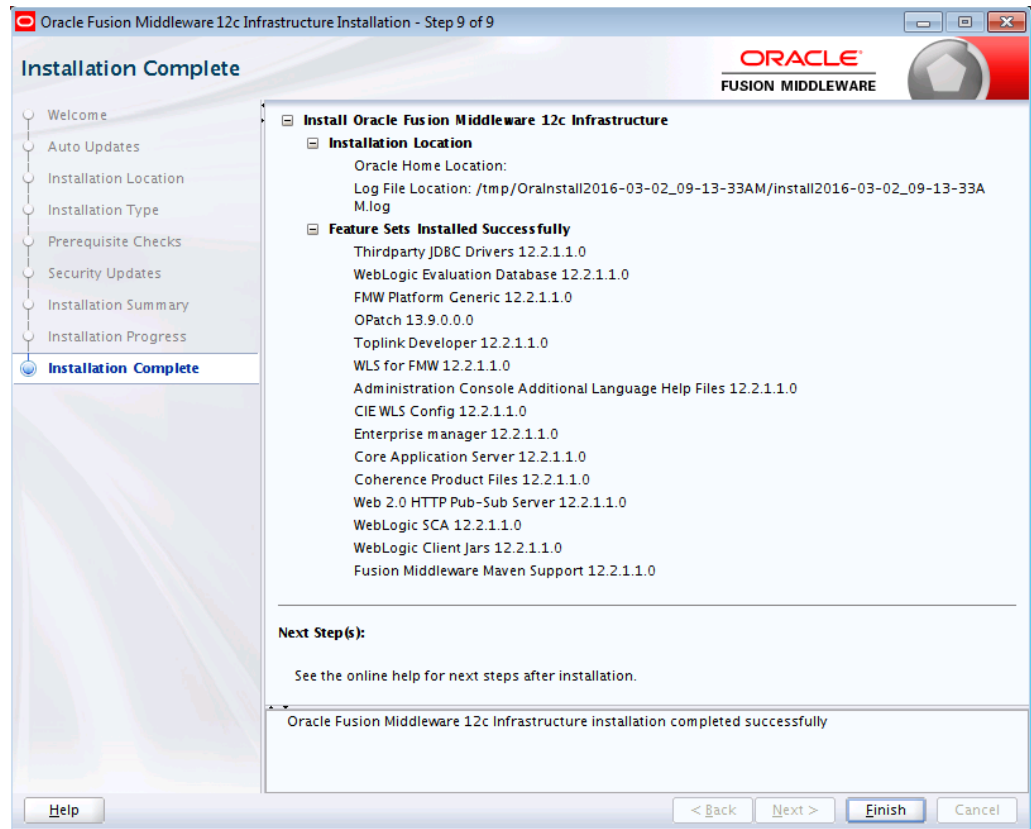 Oracle Fusion Middleware 12c Infrastructure Installation - Step 9 of 9
Installation Complete
ORACLE
FUSION MIDDLEWARE
Welcome
Auto Updates
Installation Location
Installation Type
Prerequisite Checks
Security Updates
Installation Summary
Installation Progress
Installation Complete
Install Oracle Fusion Middleware 12c Infrastructure
Installation Location
Oracle Home Location:
Log File Location: /tmp/OraInstall2016-03-02_09-13-33AM/install2016-03-02_09-13-33A
M.log
Feature Sets Installed Successfully
Thirdparty JDBC Drivers 12.2.1.1.0
WebLogic Evaluation Database 12.2.1.1.0
FMW Platform Generic 12.2.1.1.0
OPatch 13.9.0.0.0
Toplink Developer 12.2.1.1.0
WLS for FMW 12.2.1.1.0
Administration Console Additional Language Help Files 12.2.1.1.0
CIE WLS Config 12.2.1.1.0
Enterprise manager 12.2.1.1.0
Core Application Server 12.2.1.1.0
Coherence Product Files 12.2.1.1.0
Web 2.0 HTTP Pub-Sub Server 12.2.1.1.0
WebLogic SCA 12.2.1.1.0
WebLogic Client Jars 12.2.1.1.0
Fusion Middleware Maven Support 12.2.1.1.0
Next Step(s):
See the online help for next steps after installation.
Oracle Fusion Middleware 12c Infrastructure installation completed successfully
Help
< Back
Next >
Finish
Cancel